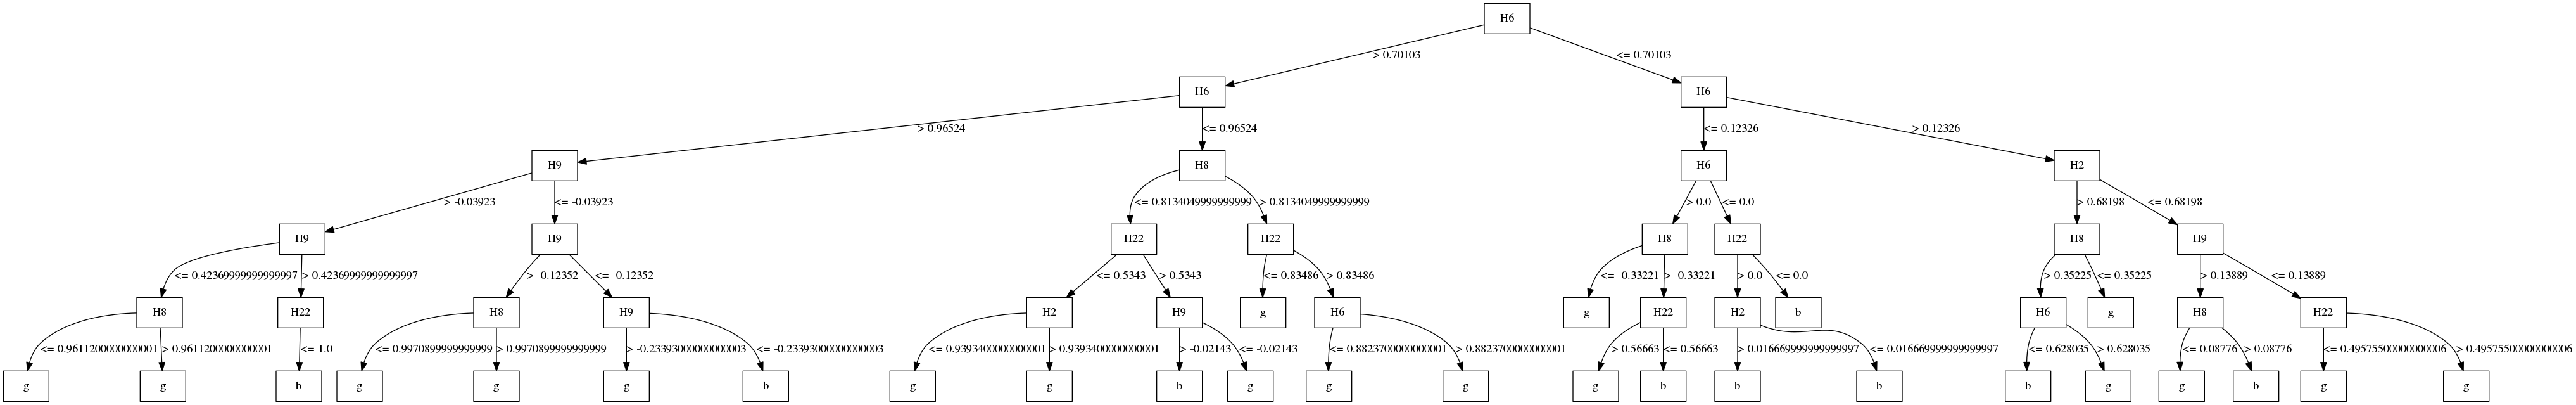 H6
> 0.70103 <= 0.70103
H6 H6
> 0.96524 <= 0.96524 <= 0.12326 > 0.12326
H9 H8 H6 H2
> -0.03923 <= -0.03923 <= 0.8134049999999999 > 0.8134049999999999 > 0.0 <= 0.0 > 0.68198 <= 0.68198
H9 H9 H22 H22 H8 H22 H8 H9
<= 0.42369999999999997 > 0.42369999999999997 > -0.12352 <= -0.12352 <= 0.5343 > 0.5343 <= 0.83486 > 0.83486 <= -0.33221 > -0.33221 > 0.0 <= 0.0 > 0.35225 <= 0.35225 > 0.13889 <= 0.13889
H8 H22 H8 H9 H2 H9 g H6 g H22 H2 b H6 g H8 H22
<= 0.9611200000000001 > 0.9611200000000001 <= 1.0 <= 0.9970899999999999 > 0.9970899999999999 > -0.23393000000000003 <= -0.23393000000000003 <= 0.9393400000000001 > 0.9393400000000001 > -0.02143 <= -0.02143 <= 0.8823700000000001 > 0.8823700000000001 > 0.56663 <= 0.56663 > 0.016669999999999997 <= 0.016669999999999997 <= 0.628035 > 0.628035 <= 0.08776 > 0.08776 <= 0.49575500000000006 > 0.49575500000000006
g g b g g g b g g b g g g g b b b b g g b g g